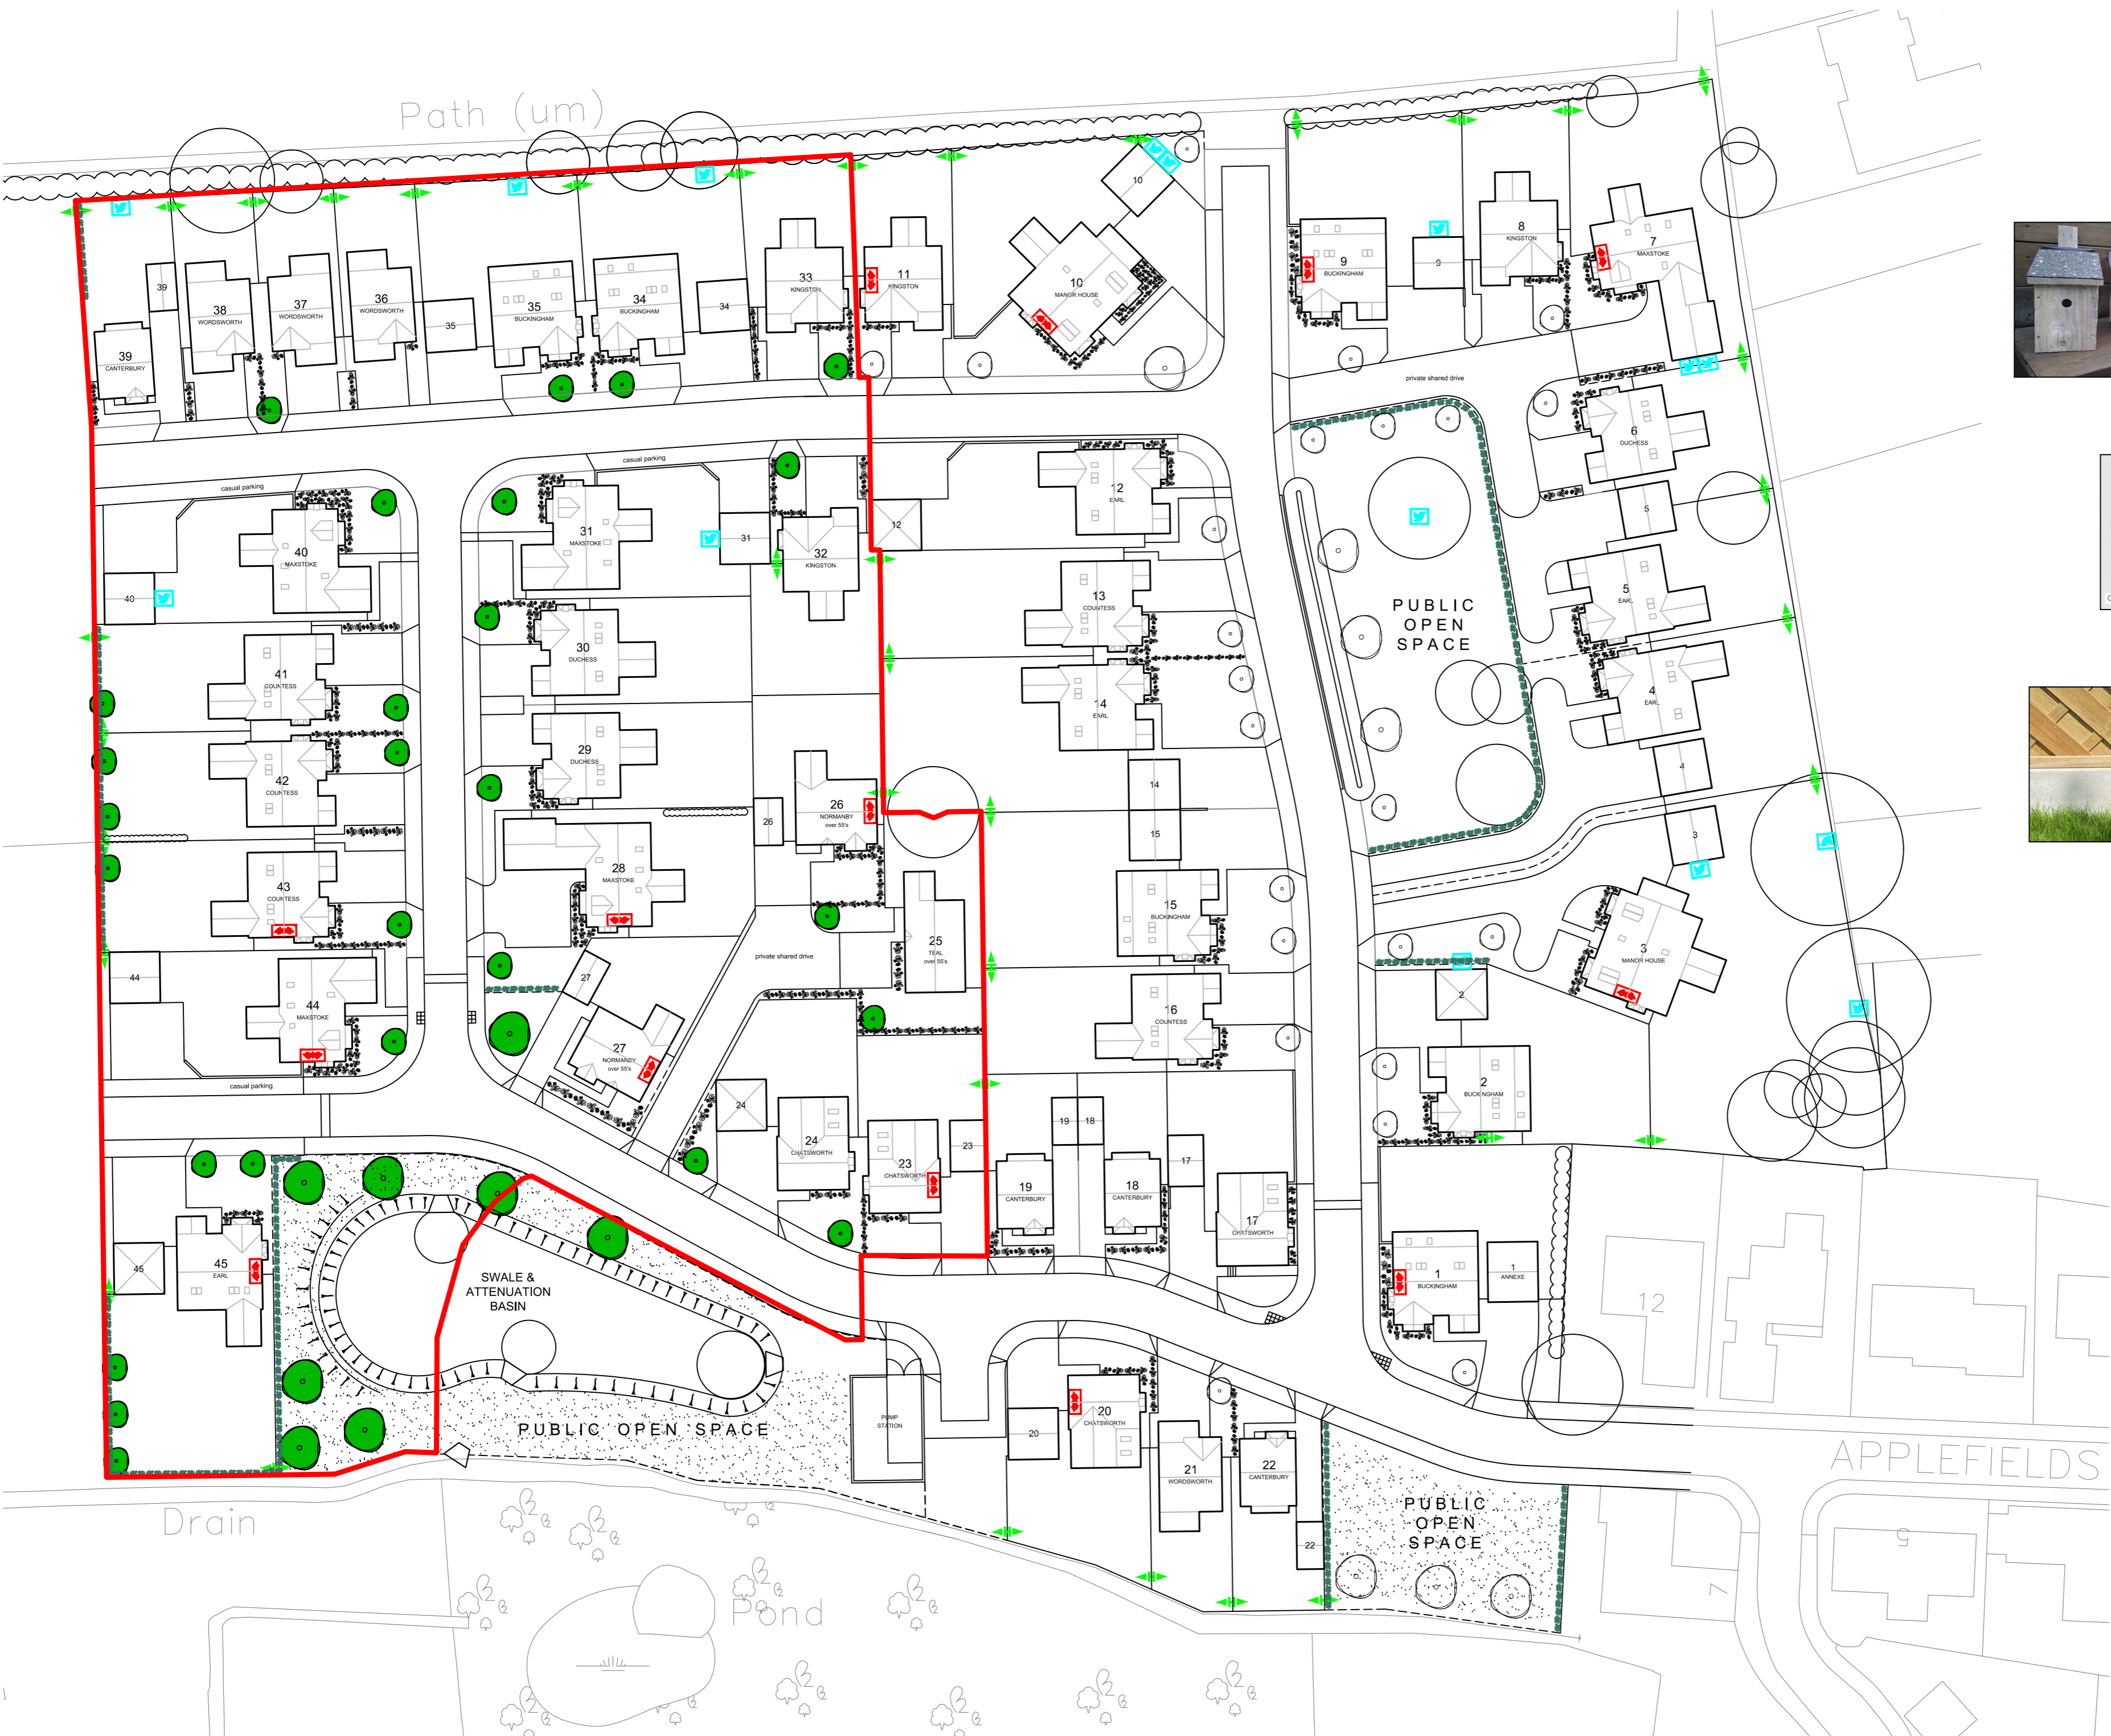 Path (um)
10
39
38
WORDSWORTH
37
WORDSWORTH
36
WORDSWORTH
35
35
BUCKINGHAM
34
BUCKINGHAM
34
33
KINGSTON
11
KINGSTON
10
MANOR HOUSE
9
BUCKINGHAM
9
8
KINGSTON
7
MAXSTOKE
39
CANTERBURY
private shared drive
6
DUCHESS
casual parking
casual parking
40
MAXSTOKE
40
31
MAXSTOKE
31
32
KINGSTON
12
12
EARL
5
5
EARL
13
COUNTESS
PUBLIC
OPEN
SPACE
41
COUNTESS
30
DUCHESS
14
EARL
4
EARL
42
COUNTESS
29
DUCHESS
26
26
NORMANBY
over 55's
14
15
4
3
43
COUNTESS
28
MAXSTOKE
25
TEAL
over 55's
15
BUCKINGHAM
private shared drive
3
MANOR HOUSE
44
44
MAXSTOKE
27
27
NORMANBY
over 55's
16
COUNTESS
2
2
BUCKINGHAM
casual parking
24
24
CHATSWORTH
23
CHATSWORTH
23
19
18
19
CANTERBURY
18
CANTERBURY
17
17
CHATSWORTH
45
45
EARL
SWALE &
ATTENUATION
BASIN
1
BUCKINGHAM
1
ANNEXE
12
PUBLIC OPEN SPACE
PUMP
STATION
20
20
CHATSWORTH
21
WORDSWORTH
22
CANTERBURY
22
PUBLIC
OPEN
SPACE
APPLEFIELDS
Drain
Pond
5
7